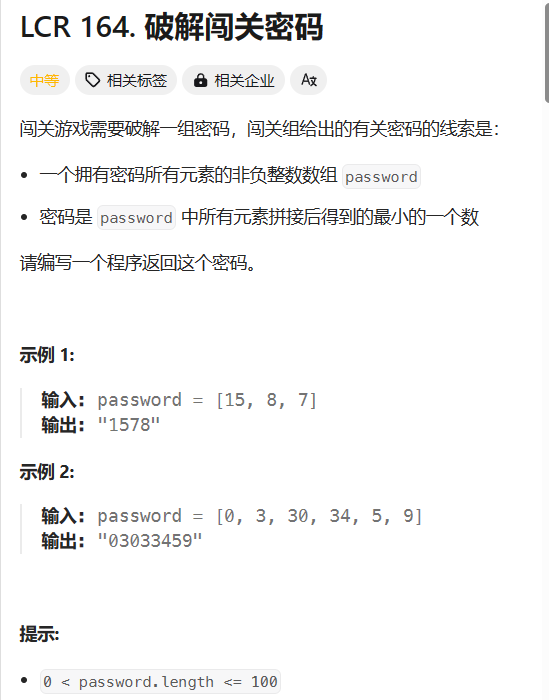 LCR 164. 破解闯关密码
中等 相关标签 相关企业 A文
闯关游戏需要破解一组密码，闯关组给出的有关密码的线索是：
• 一个拥有密码所有元素的非负整数数组 password
• 密码是 password 中所有元素拼接后得到的最小的一个数
请编写一个程序返回这个密码。
示例 1:
输入: password = [15, 8, 7]
输出: "1578"
示例 2:
输入: password = [0, 3, 30, 34, 5, 9]
输出: "03033459"
提示:
• 0 < password.length <= 100